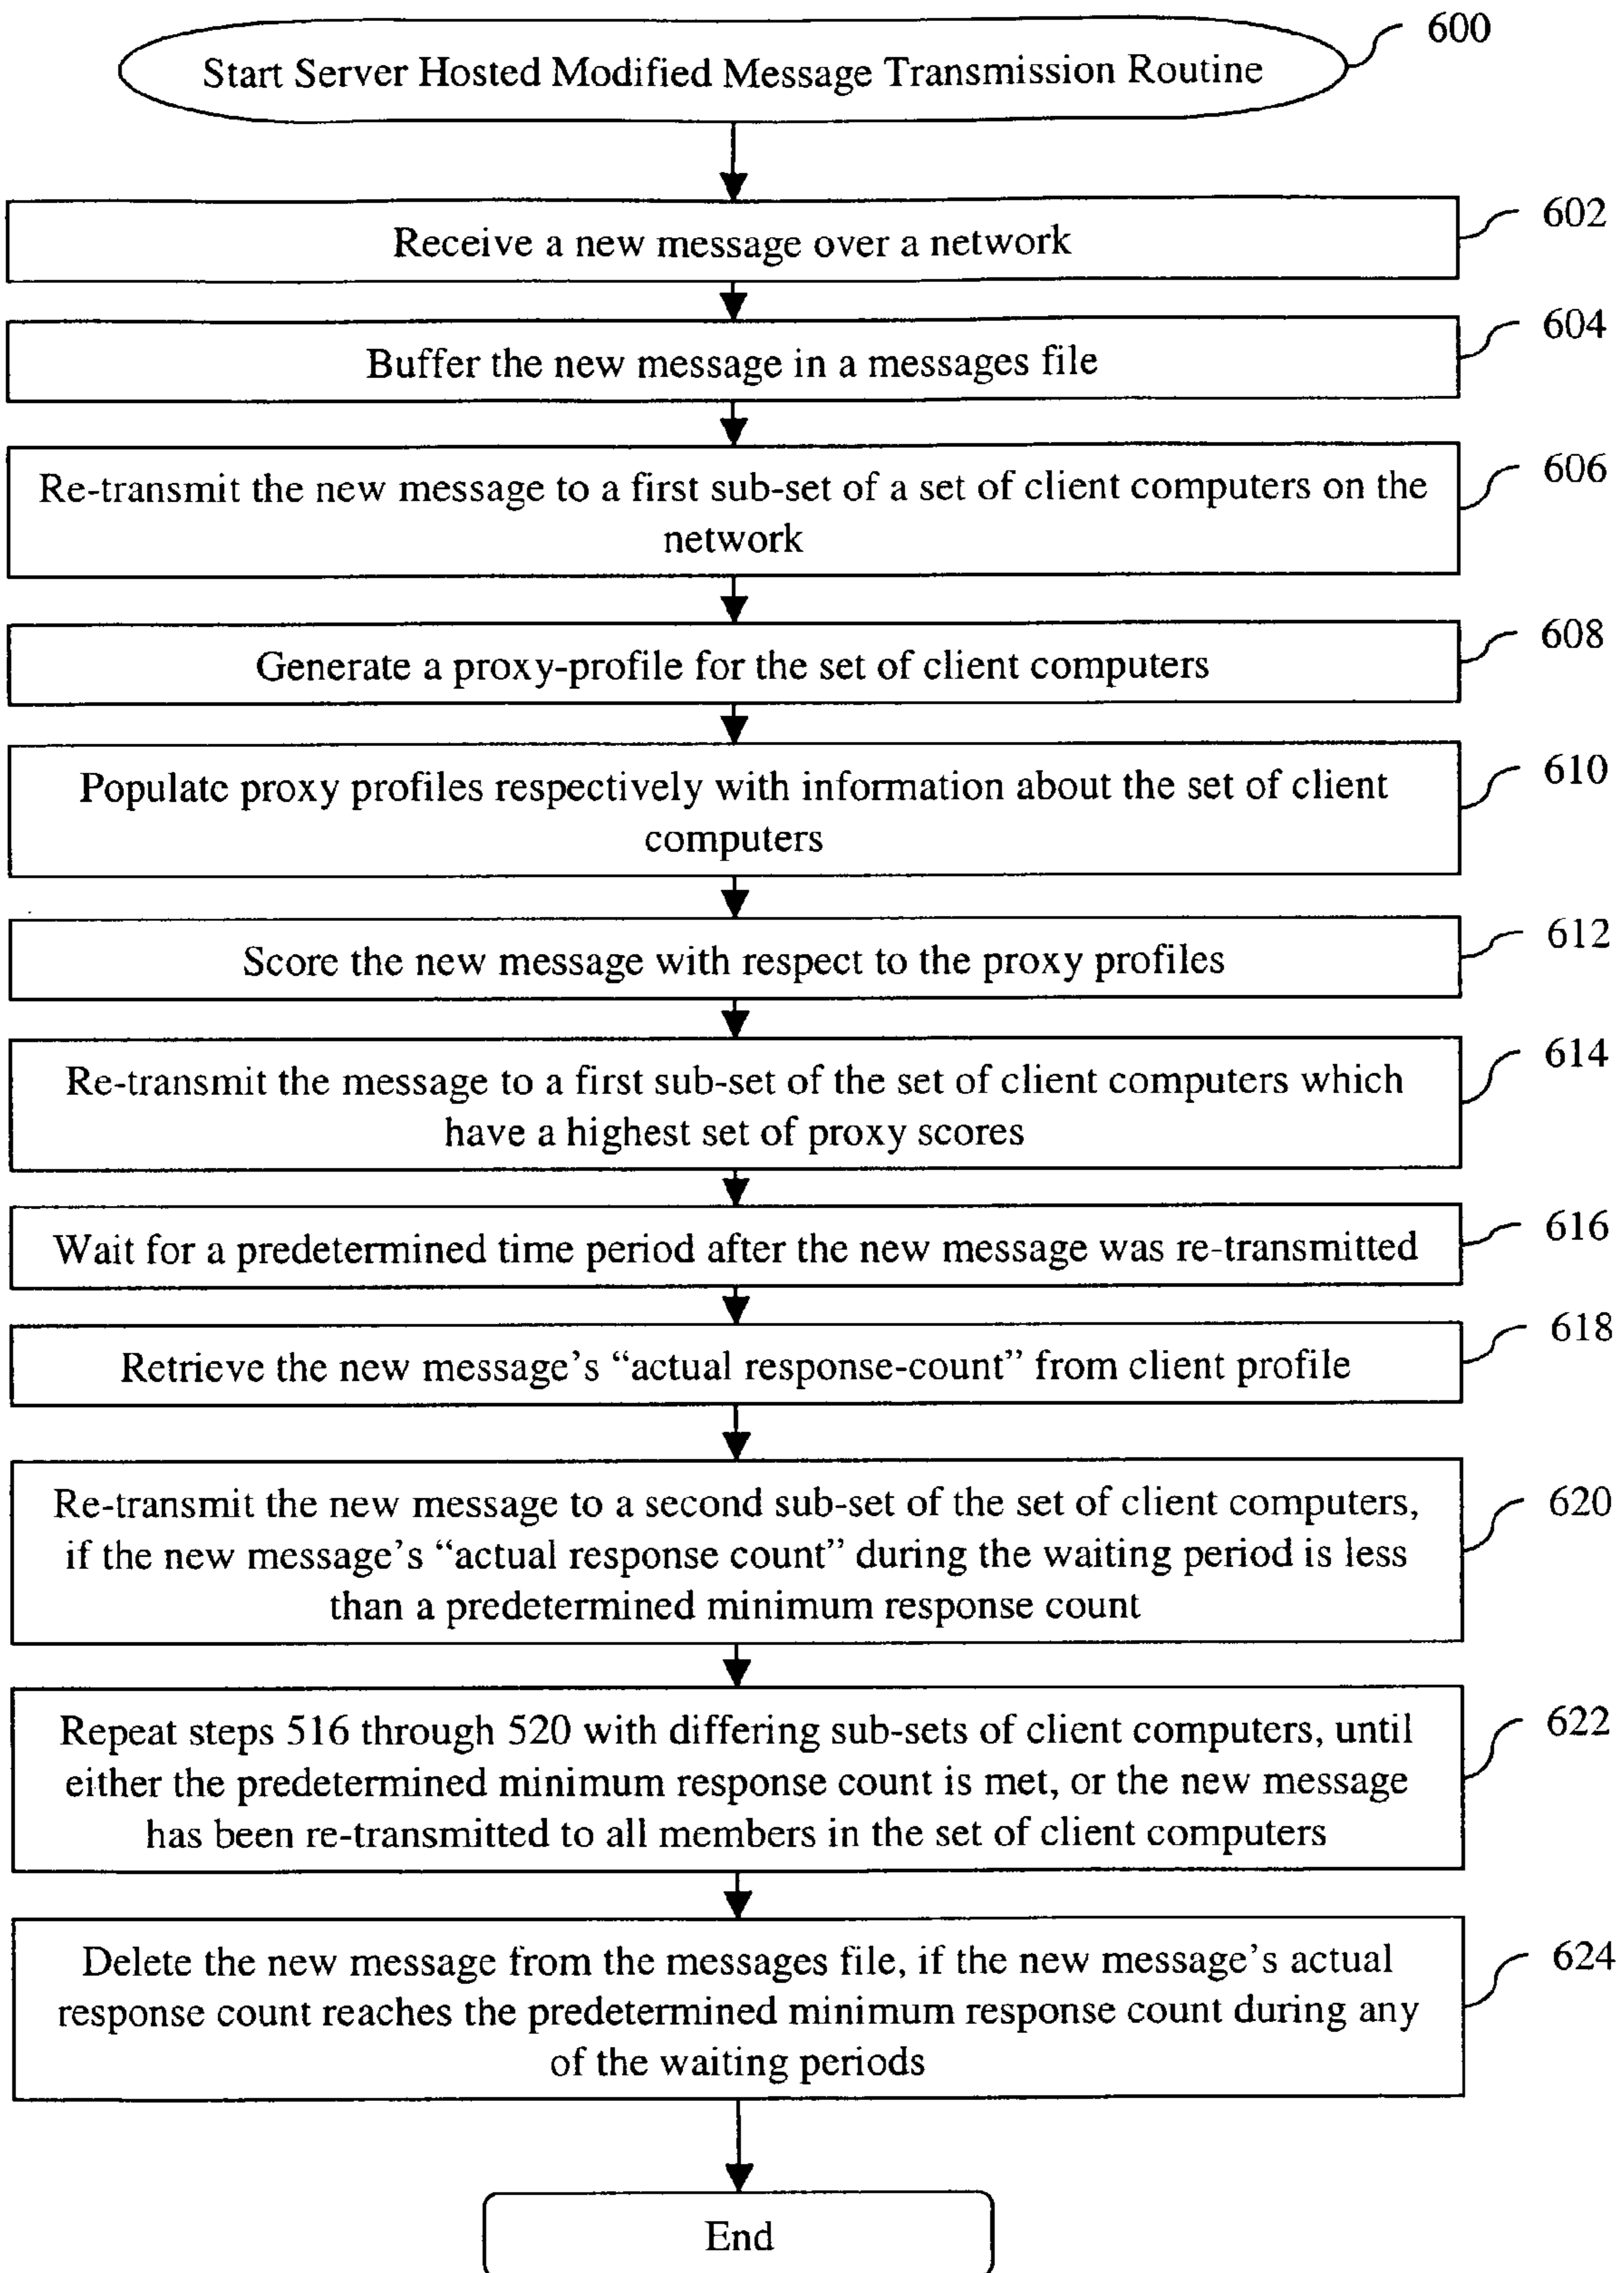 Start Server Hosted Modified Message Transmission Routine
600
Receive a new message over a network
602
Buffer the new message in a messages file
604
Re-transmit the new message to a first sub-set of a set of client computers on the
network
606
Generate a proxy-profile for the set of client computers
608
Populate proxy profiles respectively with information about the set of client
computers
610
Score the new message with respect to the proxy profiles
612
Re-transmit the message to a first sub-set of the set of client computers which
have a highest set of proxy scores
614
Wait for a predetermined time period after the new message was re-transmitted
616
Retrieve the new message's “actual response-count” from client profile
618
Re-transmit the new message to a second sub-set of the set of client computers,
if the new message's “actual response count” during the waiting period is less
than a predetermined minimum response count
620
Repeat steps 516 through 520 with differing sub-sets of client computers, until
either the predetermined minimum response count is met, or the new message
has been re-transmitted to all members in the set of client computers
622
Delete the new message from the messages file, if the new message's actual
response count reaches the predetermined minimum response count during any
of the waiting periods
624
End